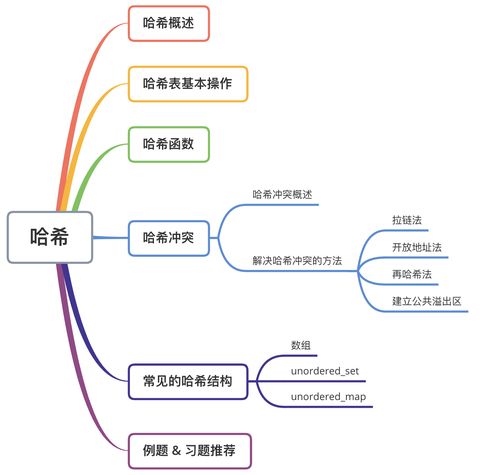 哈希
哈希概述
哈希表基本操作
哈希函数
哈希冲突
哈希冲突概述
解决哈希冲突的方法
拉链法
开放地址法
再哈希法
建立公共溢出区
常见的哈希结构
数组
unordered_set
unordered_map
例题 & 习题推荐